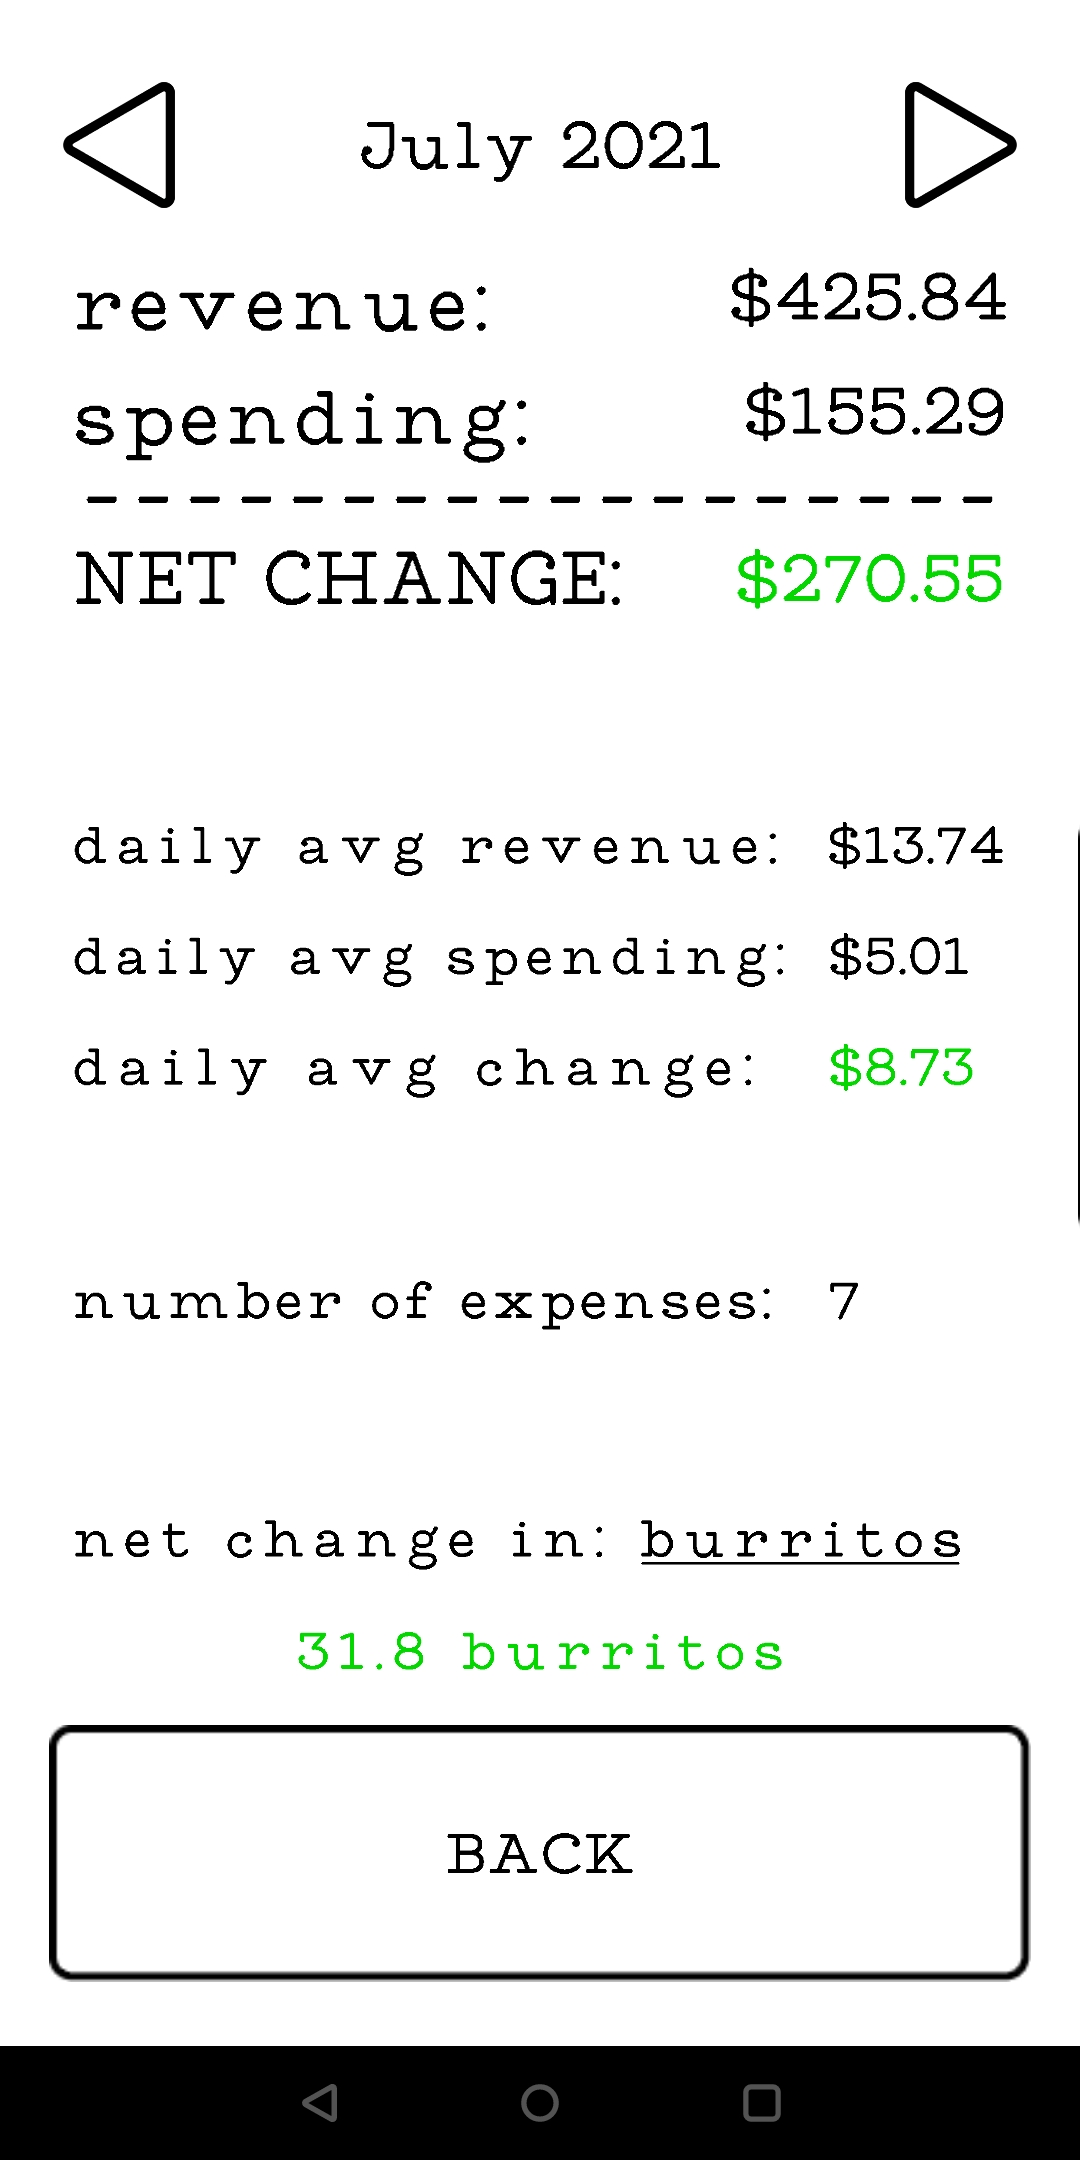 July 2021
revenue: $425.84
spending: $155.29
------------------
NET CHANGE: $270.55
daily avg revenue: $13.74
daily avg spending: $5.01
daily avg change: $8.73
number of expenses: 7
net change in: burritos
31.8 burritos
BACK